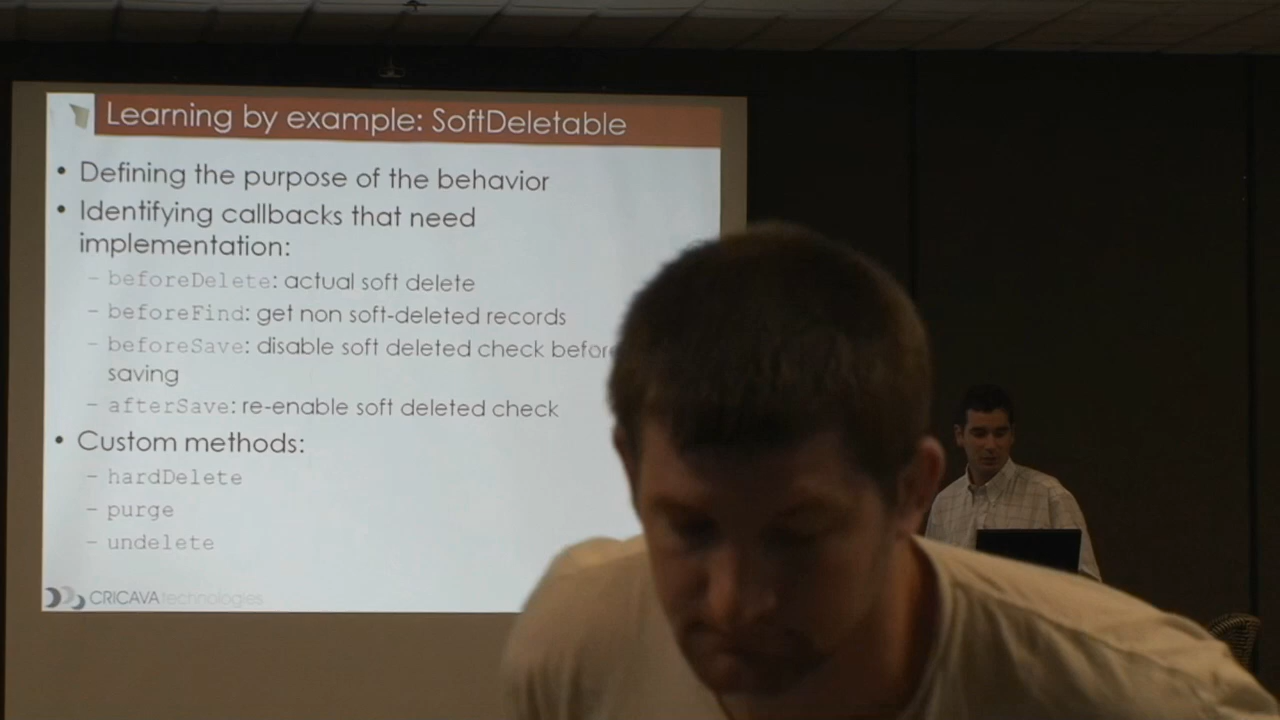 Learning by example: SoftDeletable
• Defining the purpose of the behavior
• Identifying callbacks that need
implementation:
– beforeDelete: actual soft delete
– beforeFind: get non soft-deleted records
– beforeSave: disable soft deleted check before
saving
– afterSave: re-enable soft deleted check
• Custom methods:
– hardDelete
– purge
– undelete
CRICAVA technologies